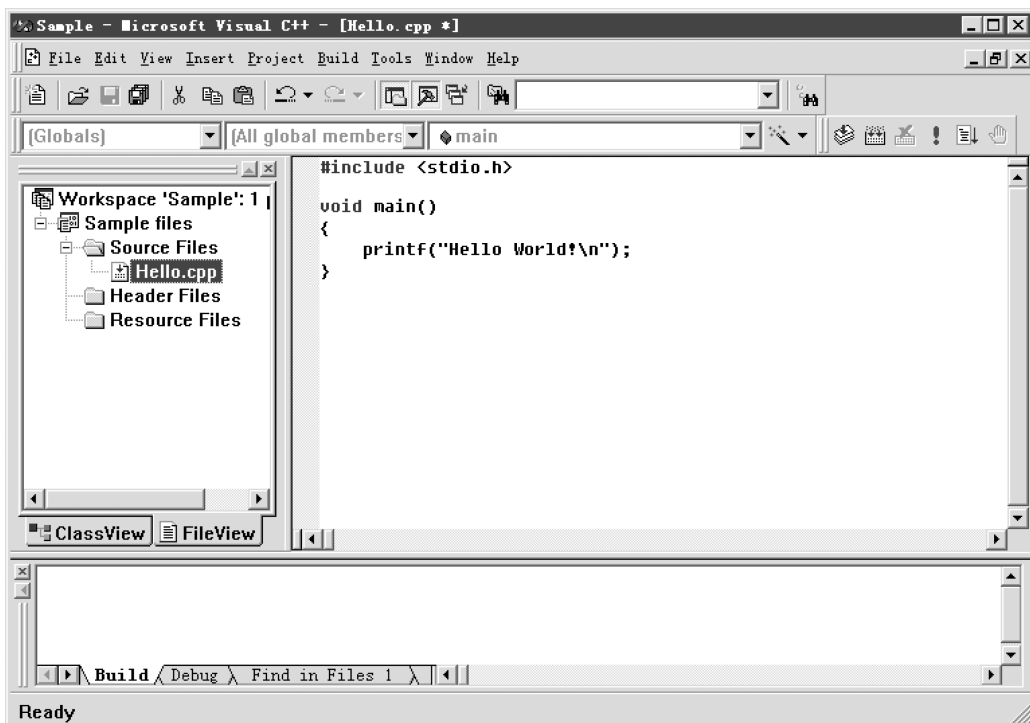 Sample - Microsoft Visual C++ - [Hello.cpp *]
File Edit View Insert Project Build Tools Window Help
(Globals) (All global members main
Workspace 'Sample': 1
Sample files
Source Files
Hello.cpp
Header Files
Resource Files
ClassView FileView
#include <stdio.h>
void main()
{
printf("Hello World!\n");
}
Build Debug Find in Files 1
Ready